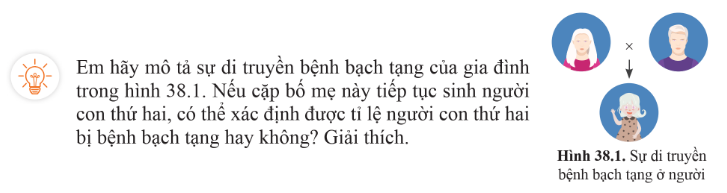 Em hãy mô tả sự di truyền bệnh bạch tạng của gia đình
trong hình 38.1. Nếu cặp bố mẹ này tiếp tục sinh người
con thứ hai, có thể xác định được tỉ lệ người con thứ hai
bị bệnh bạch tạng hay không? Giải thích.
×
Hình 38.1. Sự di truyền
bệnh bạch tạng ở người